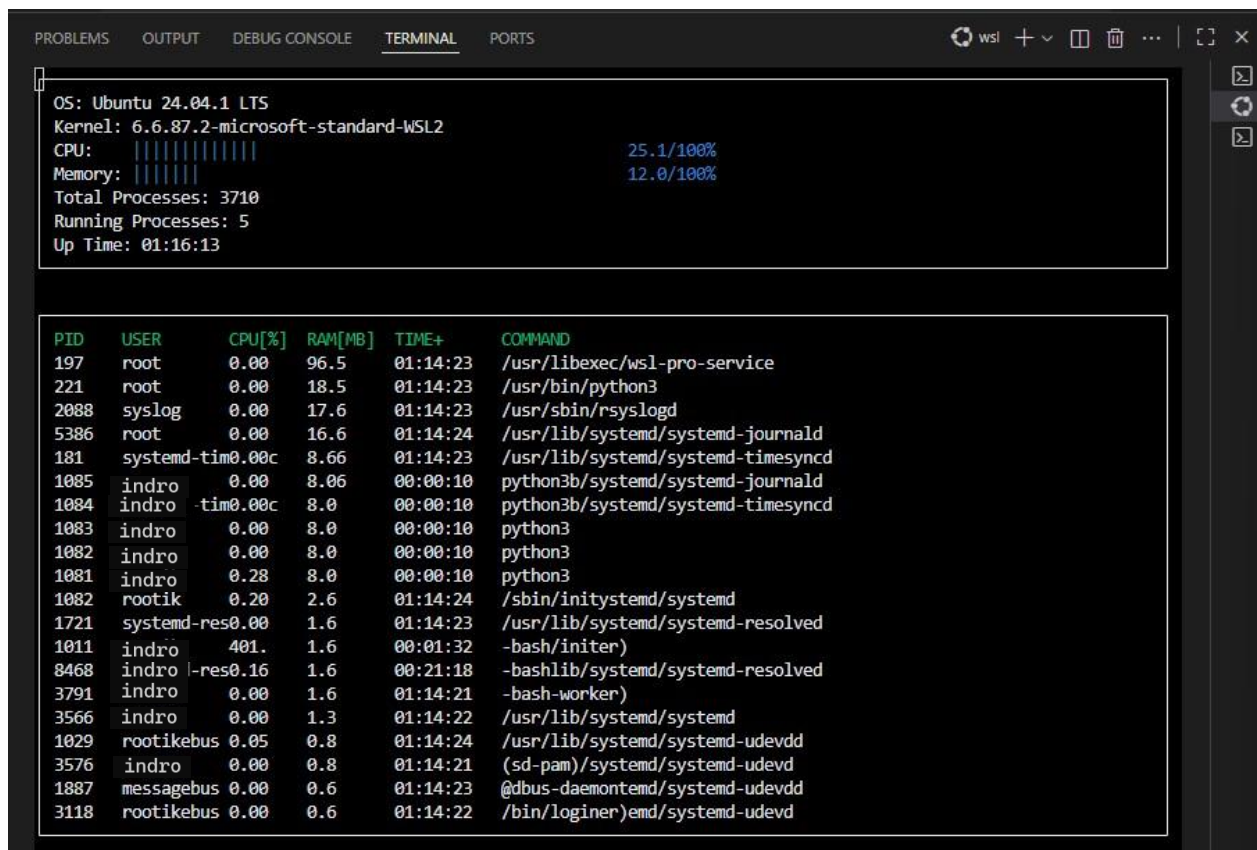 PROBLEMS OUTPUT DEBUG CONSOLE TERMINAL PORTS wsl
OS: Ubuntu 24.04.1 LTS
Kernel: 6.6.87.2-microsoft-standard-WSL2
CPU: ||||||||||||| 25.1/100%
Memory: ||||||| 12.0/100%
Total Processes: 3710
Running Processes: 5
Up Time: 01:16:13
PID USER CPU[%] RAM[MB] TIME+ COMMAND
197 root 0.00 96.5 01:14:23 /usr/libexec/wsl-pro-service
221 root 0.00 18.5 01:14:23 /usr/bin/python3
2088 syslog 0.00 17.6 01:14:23 /usr/sbin/rsyslogd
5386 root 0.00 16.6 01:14:24 /usr/lib/systemd/systemd-journald
181 systemd-tim0.00c 8.66 01:14:23 /usr/lib/systemd/systemd-timesyncd
1085 indro 0.00 8.06 00:00:10 python3b/systemd/systemd-journald
1084 indro -tim0.00c 8.0 00:00:10 python3b/systemd/systemd-timesyncd
1083 indro 0.00 8.0 00:00:10 python3
1082 indro 0.00 8.0 00:00:10 python3
1081 indro 0.28 8.0 00:00:10 python3
1082 rootik 0.20 2.6 01:14:24 /sbin/initystemd/systemd
1721 systemd-res0.00 1.6 01:14:23 /usr/lib/systemd/systemd-resolved
1011 indro 401. 1.6 00:01:32 -bash/initer)
8468 indro -res0.16 1.6 00:21:18 -bashlib/systemd/systemd-resolved
3791 indro 0.00 1.6 01:14:21 -bash-worker)
3566 indro 0.00 1.3 01:14:22 /usr/lib/systemd/systemd
1029 rootikebus 0.05 0.8 01:14:24 /usr/lib/systemd/systemd-udevdd
3576 indro 0.00 0.8 01:14:21 (sd-pam)/systemd/systemd-udevd
1887 messagebus 0.00 0.6 01:14:23 @dbus-daemontemd/systemd-udevdd
3118 rootikebus 0.00 0.6 01:14:22 /bin/loginer)emd/systemd-udevd